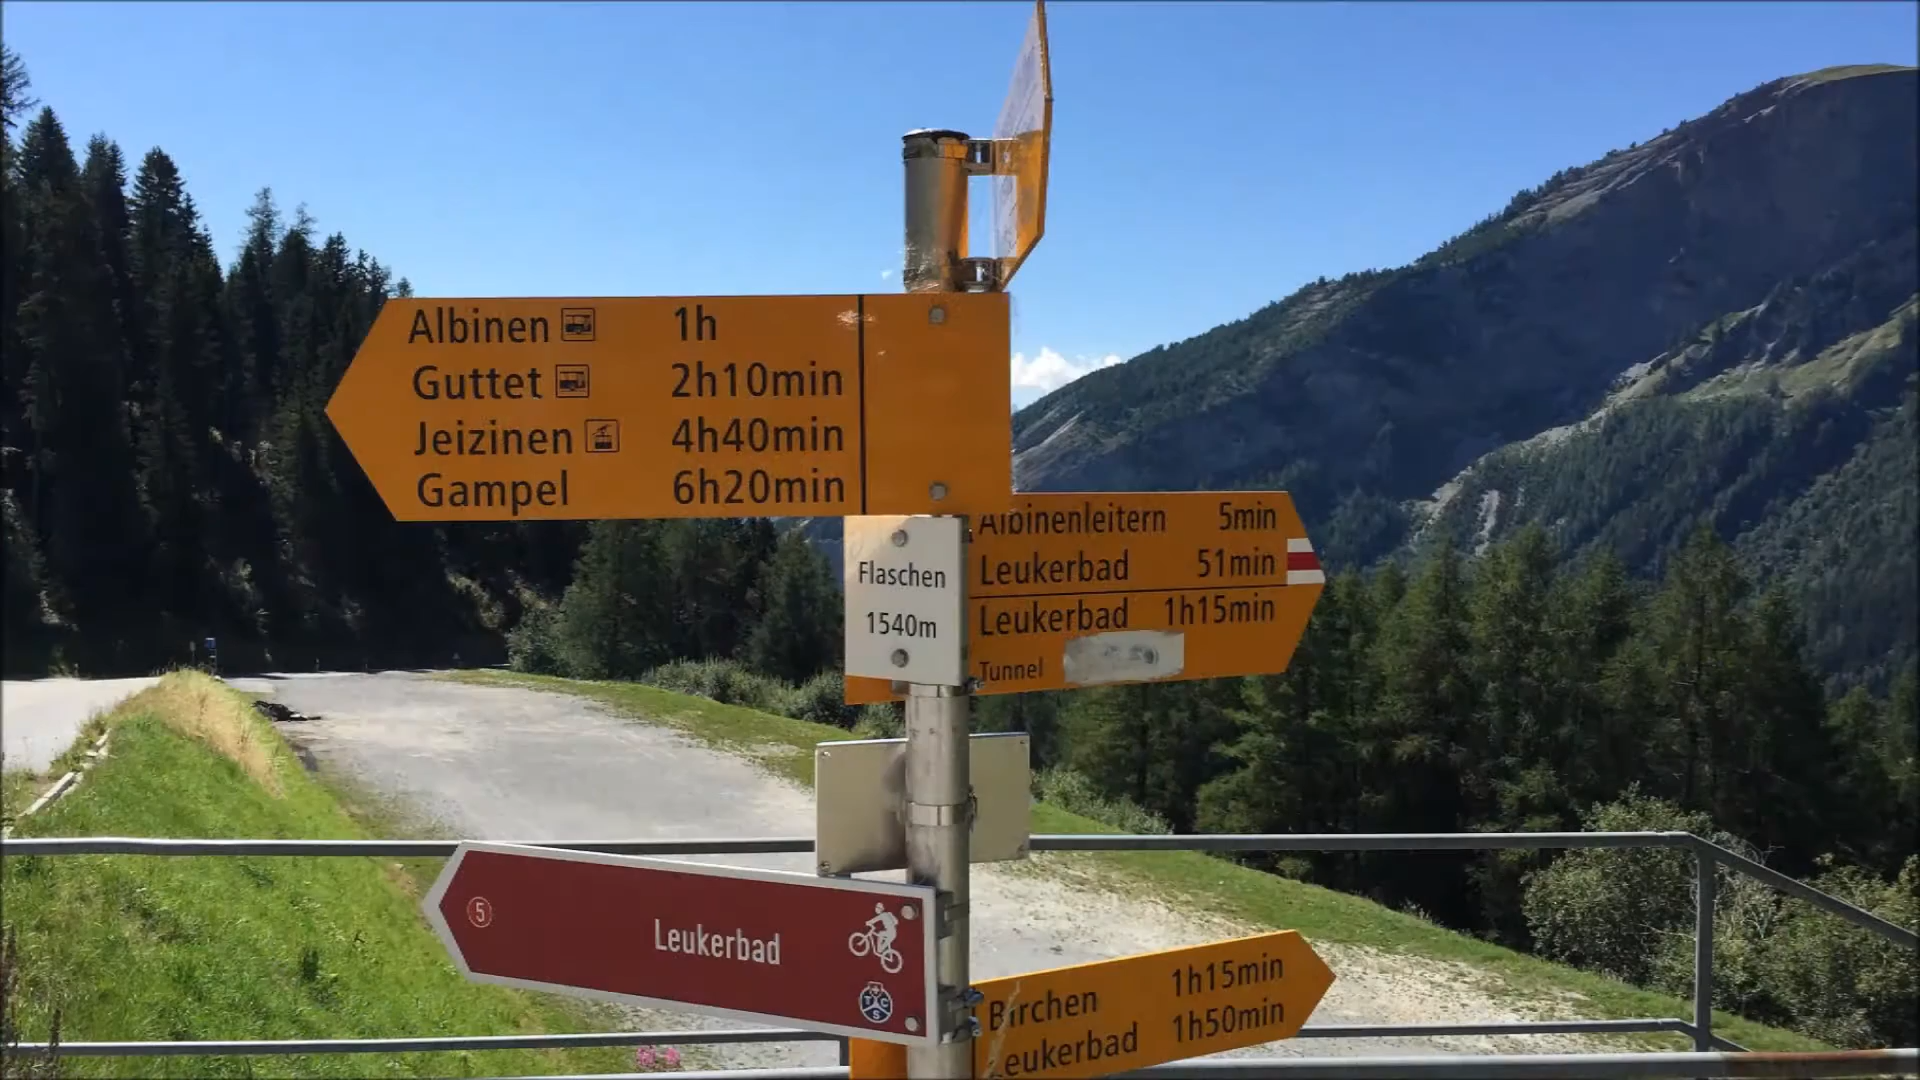 Albinen 1h
Guttet 2h10min
Jeizinen 4h40min
Gampel 6h20min
Albinenleitern 5min
Leukerbad 51min
Leukerbad 1h15min
Tunnel
Flaschen
1540m
5
Leukerbad
TCS
Birchen 1h15min
Leukerbad 1h50min